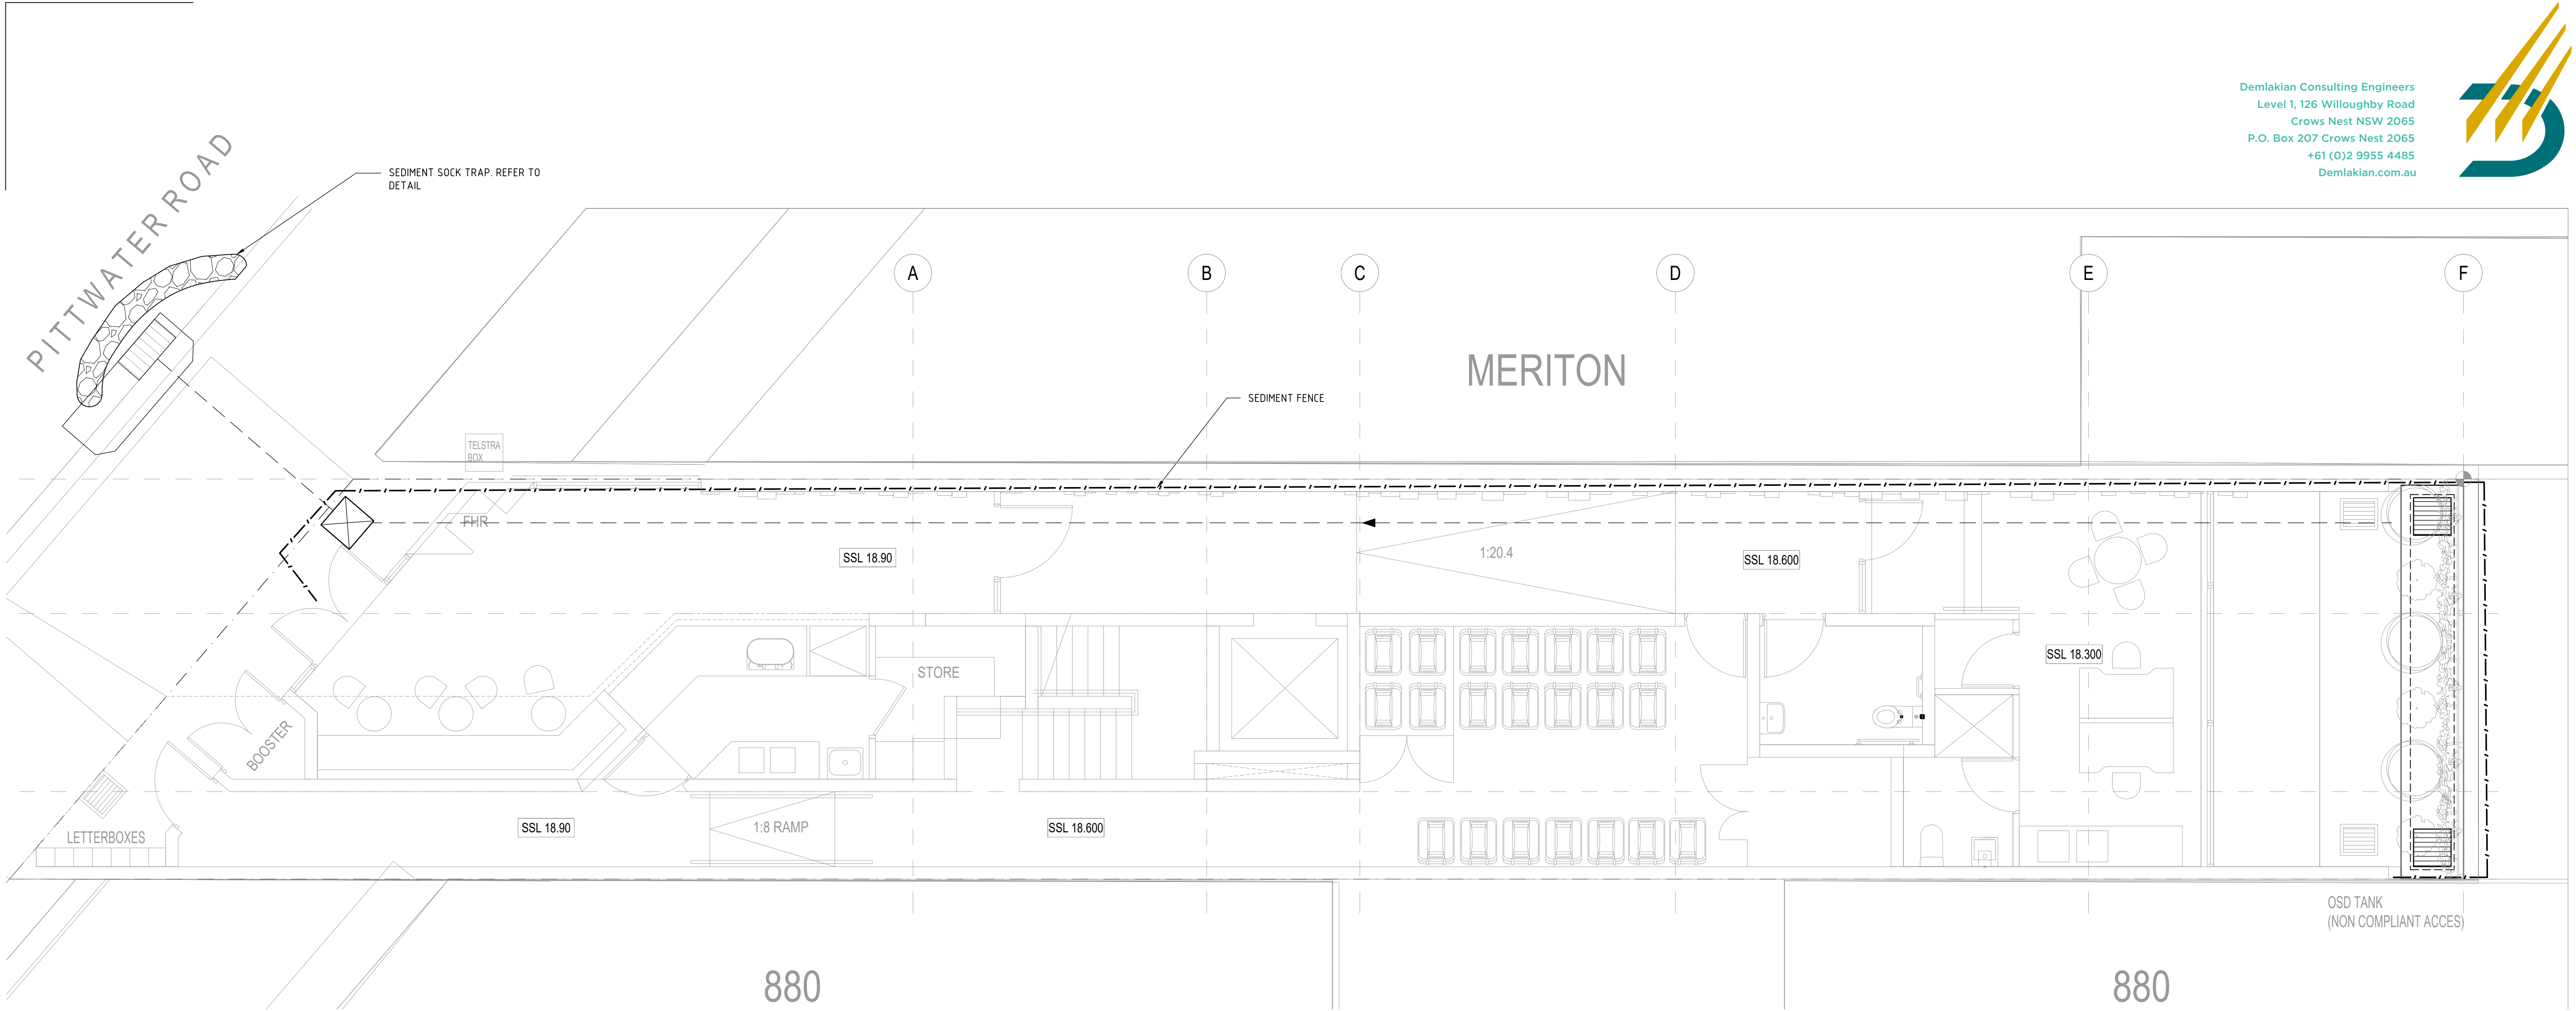 Demlakian Consulting Engineers
Level 1, 126 Willoughby Road
Crows Nest NSW 2065
P.O. Box 207 Crows Nest 2065
+61 (0)2 9955 4485
Demlakian.com.au
PITTWATER ROAD
SEDIMENT SOCK TRAP. REFER TO
DETAIL
A
B
C
D
E
F
MERITON
SEDIMENT FENCE
TELSTRA
BOX
FHR
SSL 18.90
1:20.4
SSL 18.600
SSL 18.300
STORE
BOOSTER
LETTERBOXES
SSL 18.90
1:8 RAMP
SSL 18.600
OSD TANK
(NON COMPLIANT ACCES)
880
880